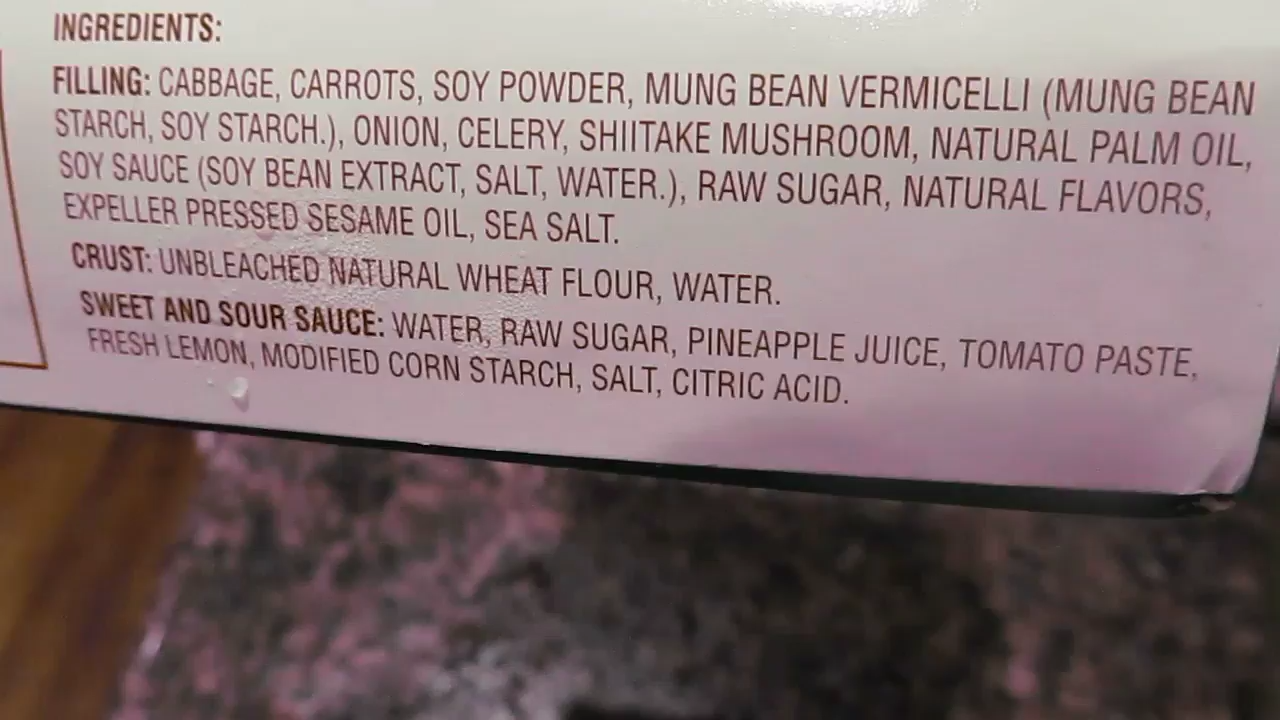 INGREDIENTS:
FILLING: CABBAGE, CARROTS, SOY POWDER, MUNG BEAN VERMICELLI (MUNG BEAN
STARCH, SOY STARCH.), ONION, CELERY, SHIITAKE MUSHROOM, NATURAL PALM OIL,
SOY SAUCE (SOY BEAN EXTRACT, SALT, WATER.), RAW SUGAR, NATURAL FLAVORS,
EXPELLER PRESSED SESAME OIL, SEA SALT.
CRUST: UNBLEACHED NATURAL WHEAT FLOUR, WATER.
SWEET AND SOUR SAUCE: WATER, RAW SUGAR, PINEAPPLE JUICE, TOMATO PASTE,
FRESH LEMON, MODIFIED CORN STARCH, SALT, CITRIC ACID.